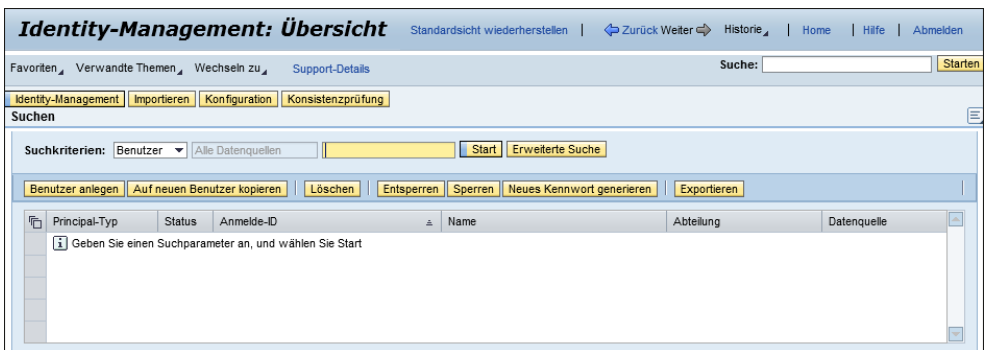 Identity-Management: Übersicht Standardsicht wiederherstellen | Zurück Weiter Historie | Home | Hilfe | Abmelden
Favoriten Verwandte Themen Wechseln zu Support-Details Suche: Starten
Identity-Management Importieren Konfiguration Konsistenzprüfung
Suchen
Suchkriterien: Benutzer Alle Datenquellen Start Erweiterte Suche
Benutzer anlegen Auf neuen Benutzer kopieren Löschen Entsperren Sperren Neues Kennwort generieren Exportieren
Principal-Typ Status Anmelde-ID Name Abteilung Datenquelle
Geben Sie einen Suchparameter an, und wählen Sie Start